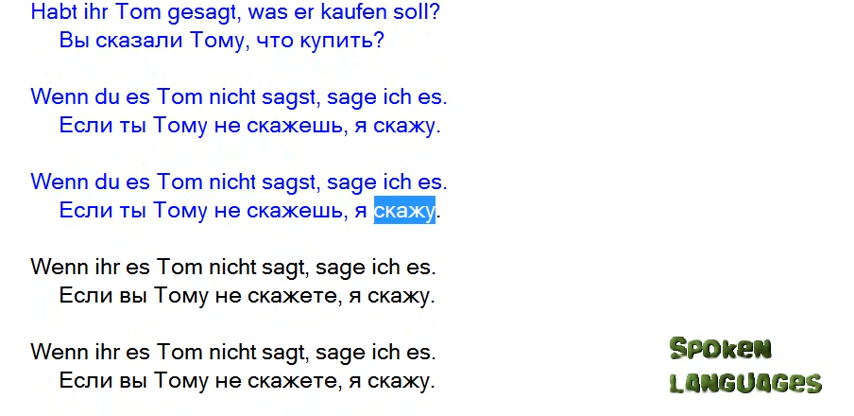 Habt ihr Tom gesagt, was er kaufen soll?
Вы сказали Тому, что купить?
Wenn du es Tom nicht sagst, sage ich es.
Если ты Тому не скажешь, я скажу.
Wenn du es Tom nicht sagst, sage ich es.
Если ты Тому не скажешь, я скажу.
Wenn ihr es Tom nicht sagt, sage ich es.
Если вы Тому не скажете, я скажу.
Wenn ihr es Tom nicht sagt, sage ich es.
Если вы Тому не скажете, я скажу.
Spoken
Languages